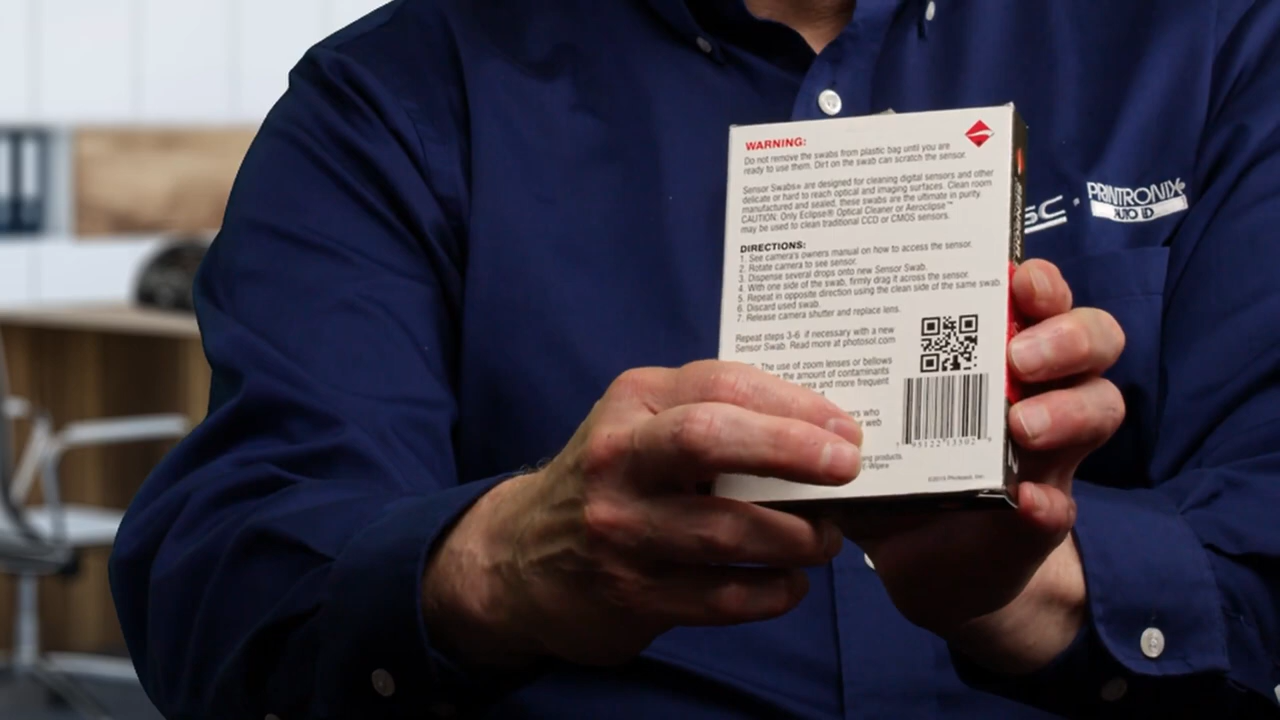 WARNING:
Do not remove the swabs from plastic bag until you are
ready to use them. Dirt on the swab can scratch the sensor.
Sensor Swabs® are designed for cleaning digital sensors and other
delicate or hard to reach optical and imaging surfaces. Clean room
manufactured and sealed, these swabs are the ultimate in purity.
CAUTION: Only Eclipse® Optical Cleaner or Aeroclipse™
may be used to clean traditional CCD or CMOS sensors.
DIRECTIONS:
1. See camera's owners manual on how to access the sensor.
2. Rotate camera to see sensor.
3. Dispense several drops onto new Sensor Swab.
4. With one side of the swab, firmly drag it across the sensor.
5. Repeat in opposite direction using the clean side of the same swab.
6. Discard used swab.
7. Release camera shutter and replace lens.
Repeat steps 3-6 if necessary with a new
Sensor Swab. Read more at photosol.com
The use of zoom lenses or bellows
the amount of contaminants
area and more frequent
who
web
products
©2015 Photosol, Inc.
SC · PRINTRONIX
AUTO ID